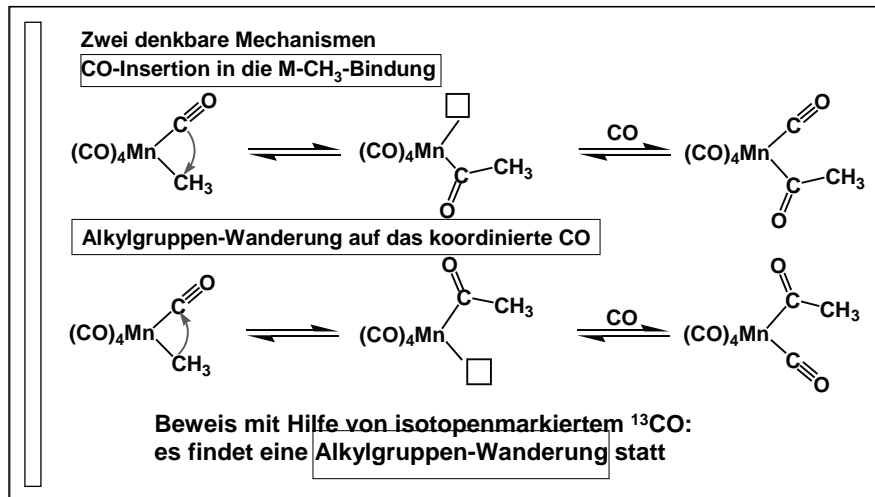 Zwei denkbare Mechanismen
CO-Insertion in die M-CH₃-Bindung
(CO)₄Mn C O CH₃
(CO)₄Mn C CH₃ O
CO
(CO)₄Mn C O C CH₃ O
Alkylgruppen-Wanderung auf das koordinierte CO
(CO)₄Mn C O CH₃
(CO)₄Mn O C CH₃
CO
(CO)₄Mn O C CH₃ C O
Beweis mit Hilfe von isotopenmarkiertem ¹³CO:
es findet eine Alkylgruppen-Wanderung statt